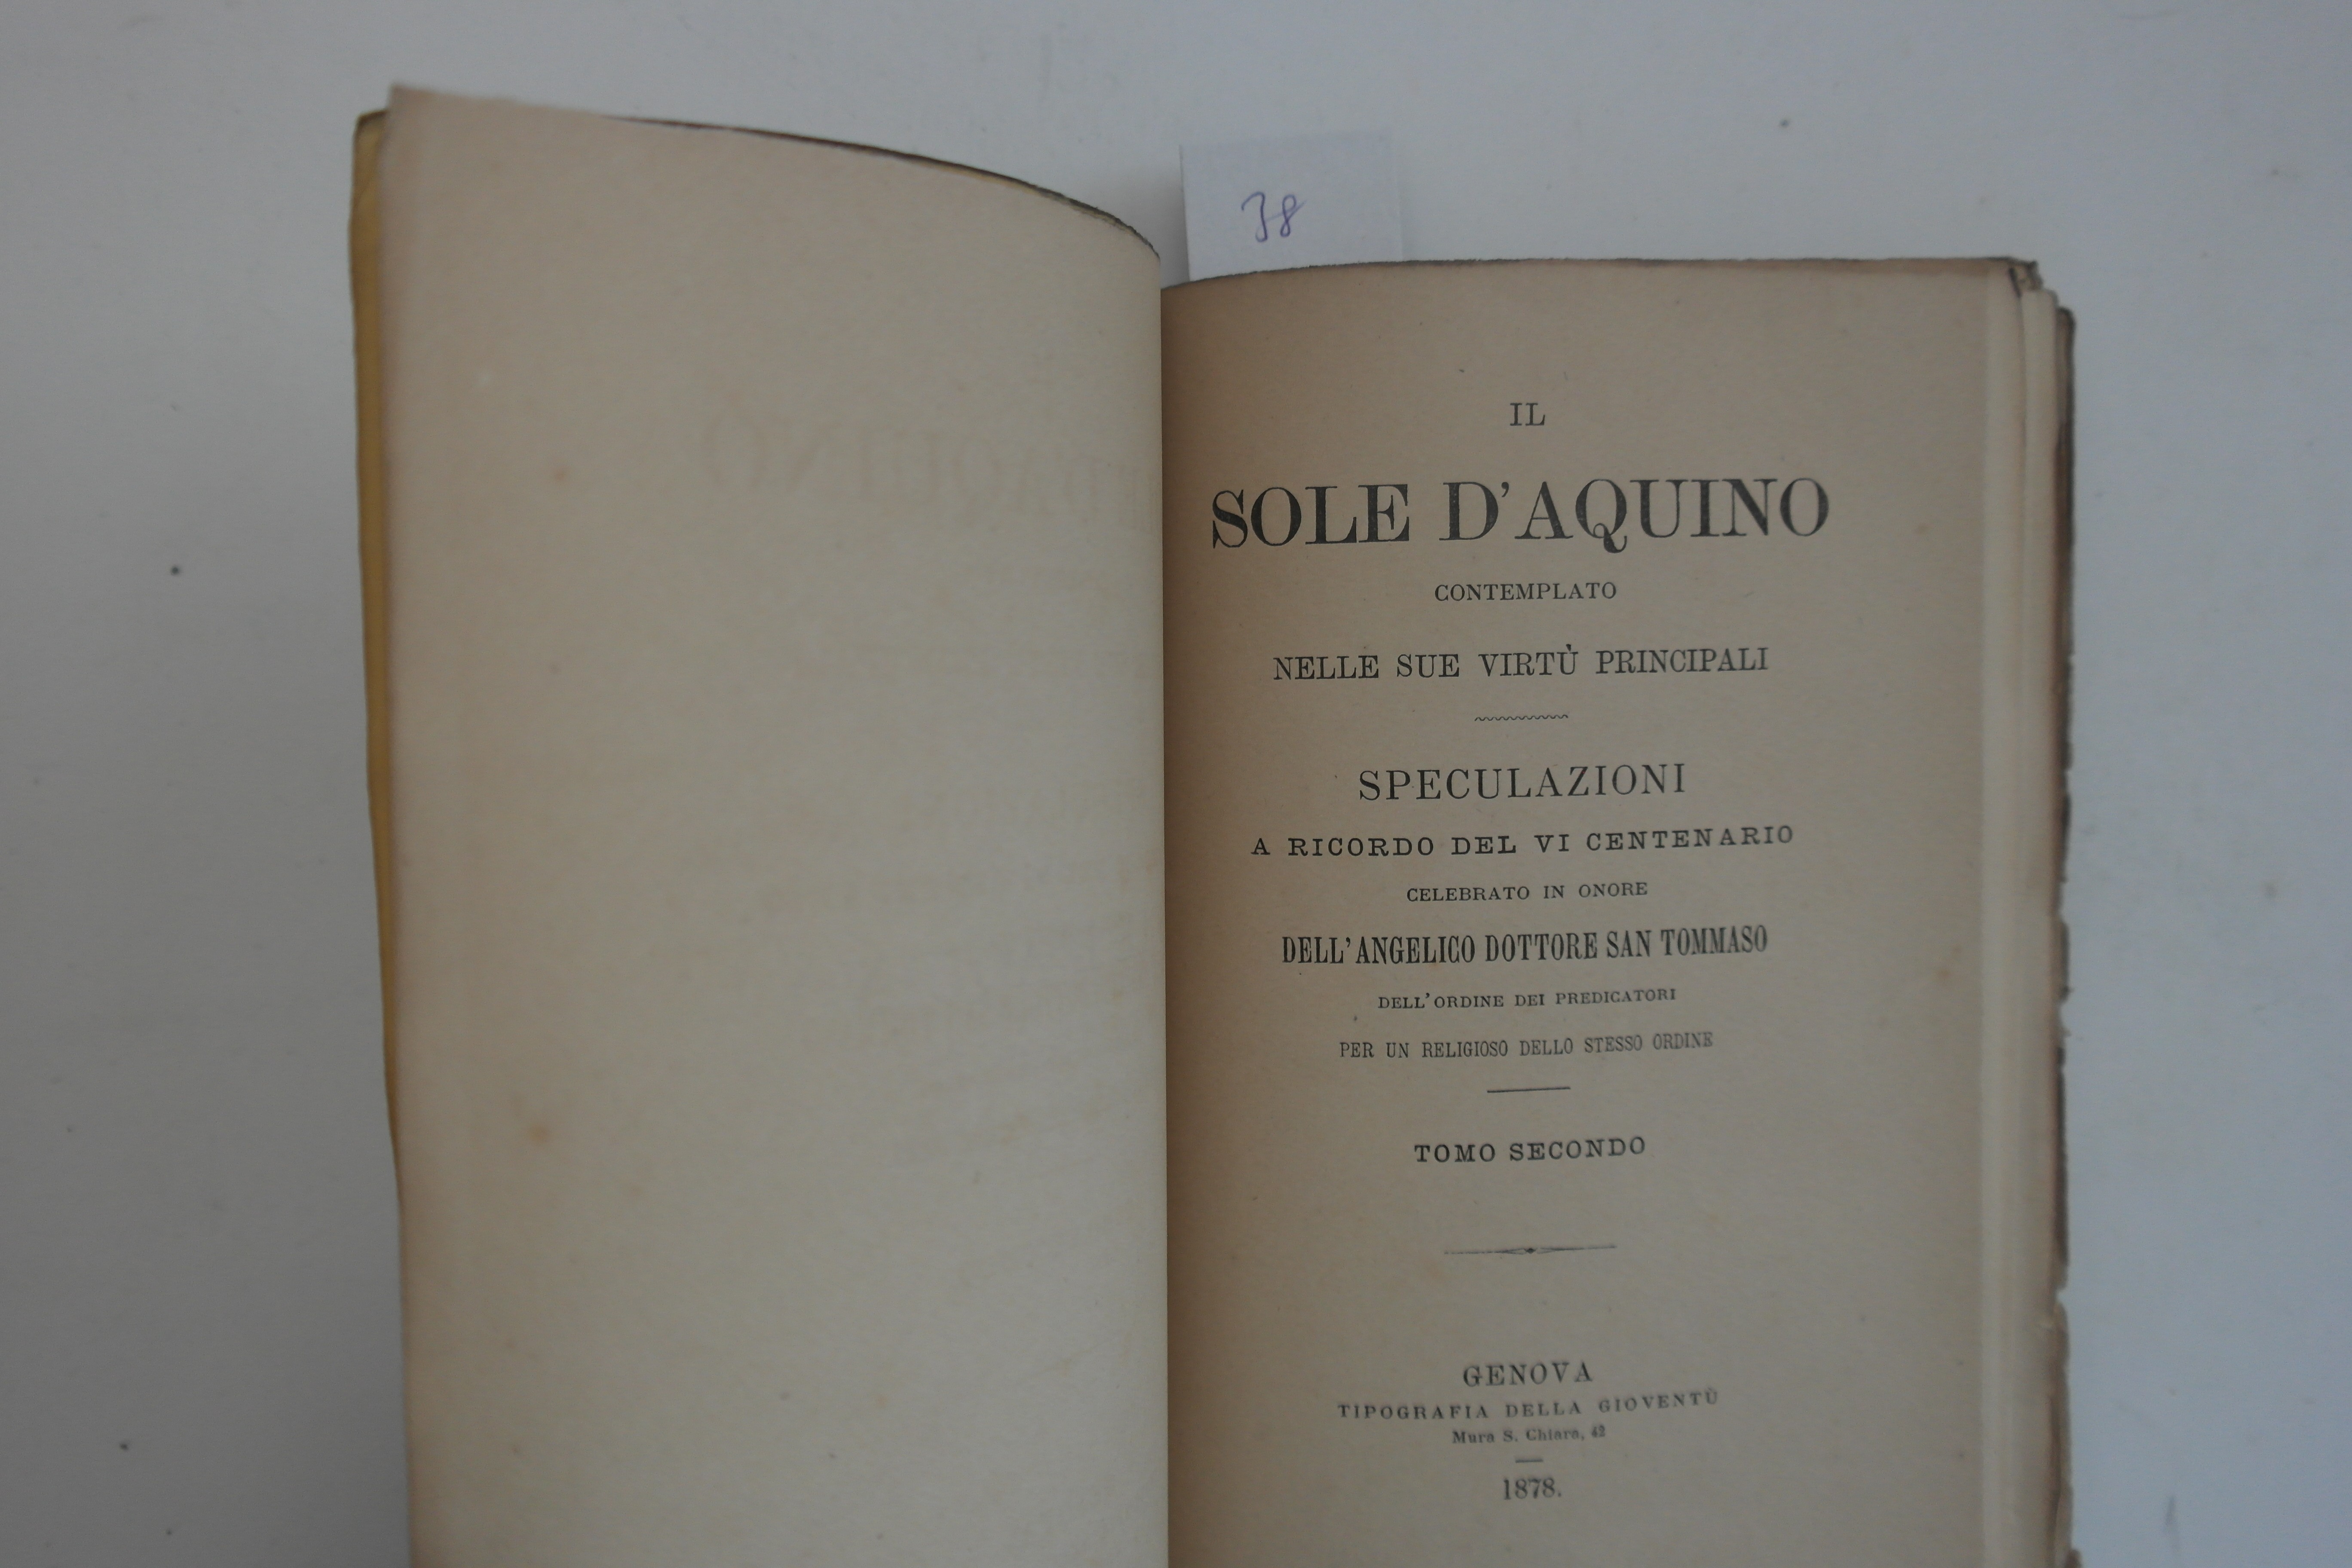 38
IL
SOLE D'AQUINO
CONTEMPLATO
NELLE SUE VIRTÙ PRINCIPALI
SPECULAZIONI
A RICORDO DEL VI CENTENARIO
CELEBRATO IN ONORE
DELL'ANGELICO DOTTORE SAN TOMMASO
DELL'ORDINE DEI PREDICATORI
PER UN RELIGIOSO DELLO STESSO ORDINE
TOMO SECONDO
GENOVA
TIPOGRAFIA DELLA GIOVENTÙ
Mura S. Chiara, 42
1878.